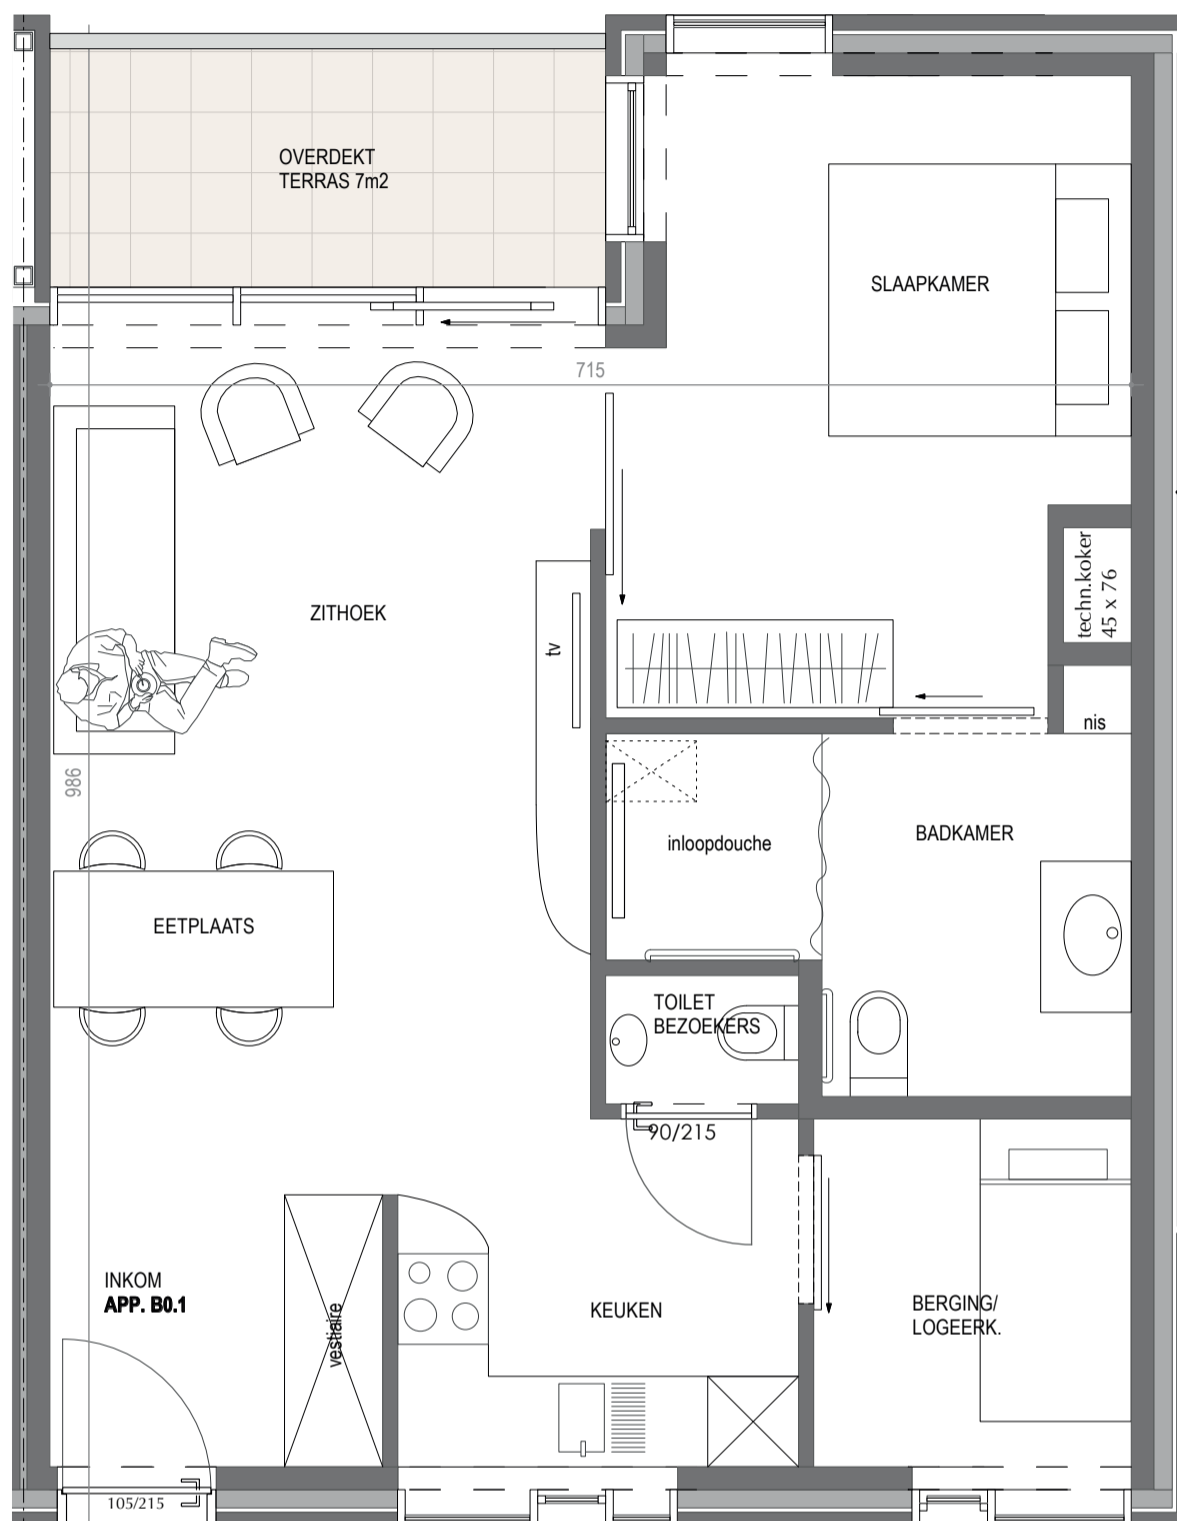 OVERDEKT
TERRAS 7m2
SLAAPKAMER
715
techn.koker
45 x 76
ZITHOEK
tv
nis
986
inloopdouche
BADKAMER
EETPLAATS
TOILET
BEZOEKERS
90/215
INKOM
APP. B0.1
vestiaire
KEUKEN
BERGING/
LOGEERK.
105/215